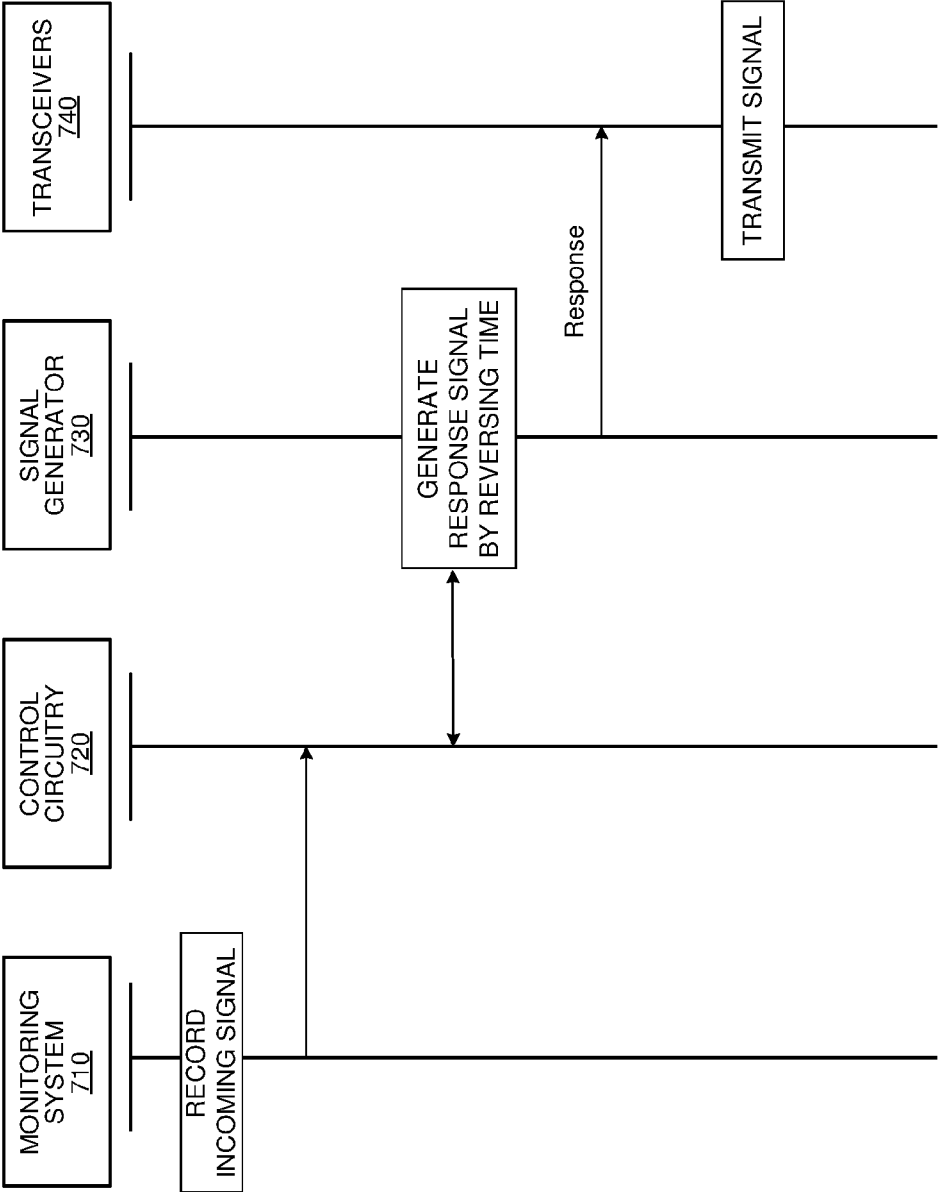 MONITORING
SYSTEM
710
CONTROL
CIRCUITRY
720
SIGNAL
GENERATOR
730
TRANSCEIVERS
740
RECORD
INCOMING SIGNAL
GENERATE
RESPONSE SIGNAL
BY REVERSING TIME
Response
TRANSMIT SIGNAL